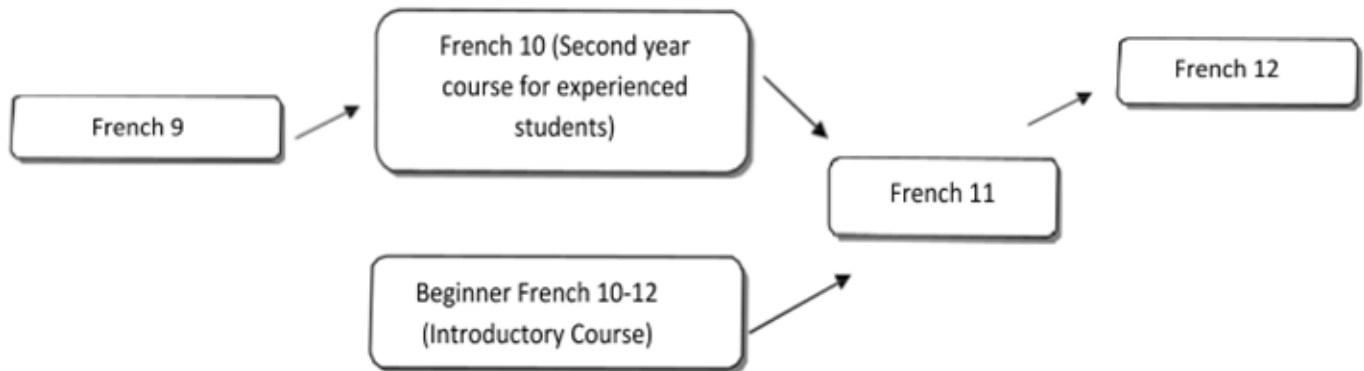 French 9
French 10 (Second year
course for experienced
students)
French 12
French 11
Beginner French 10-12
(Introductory Course)